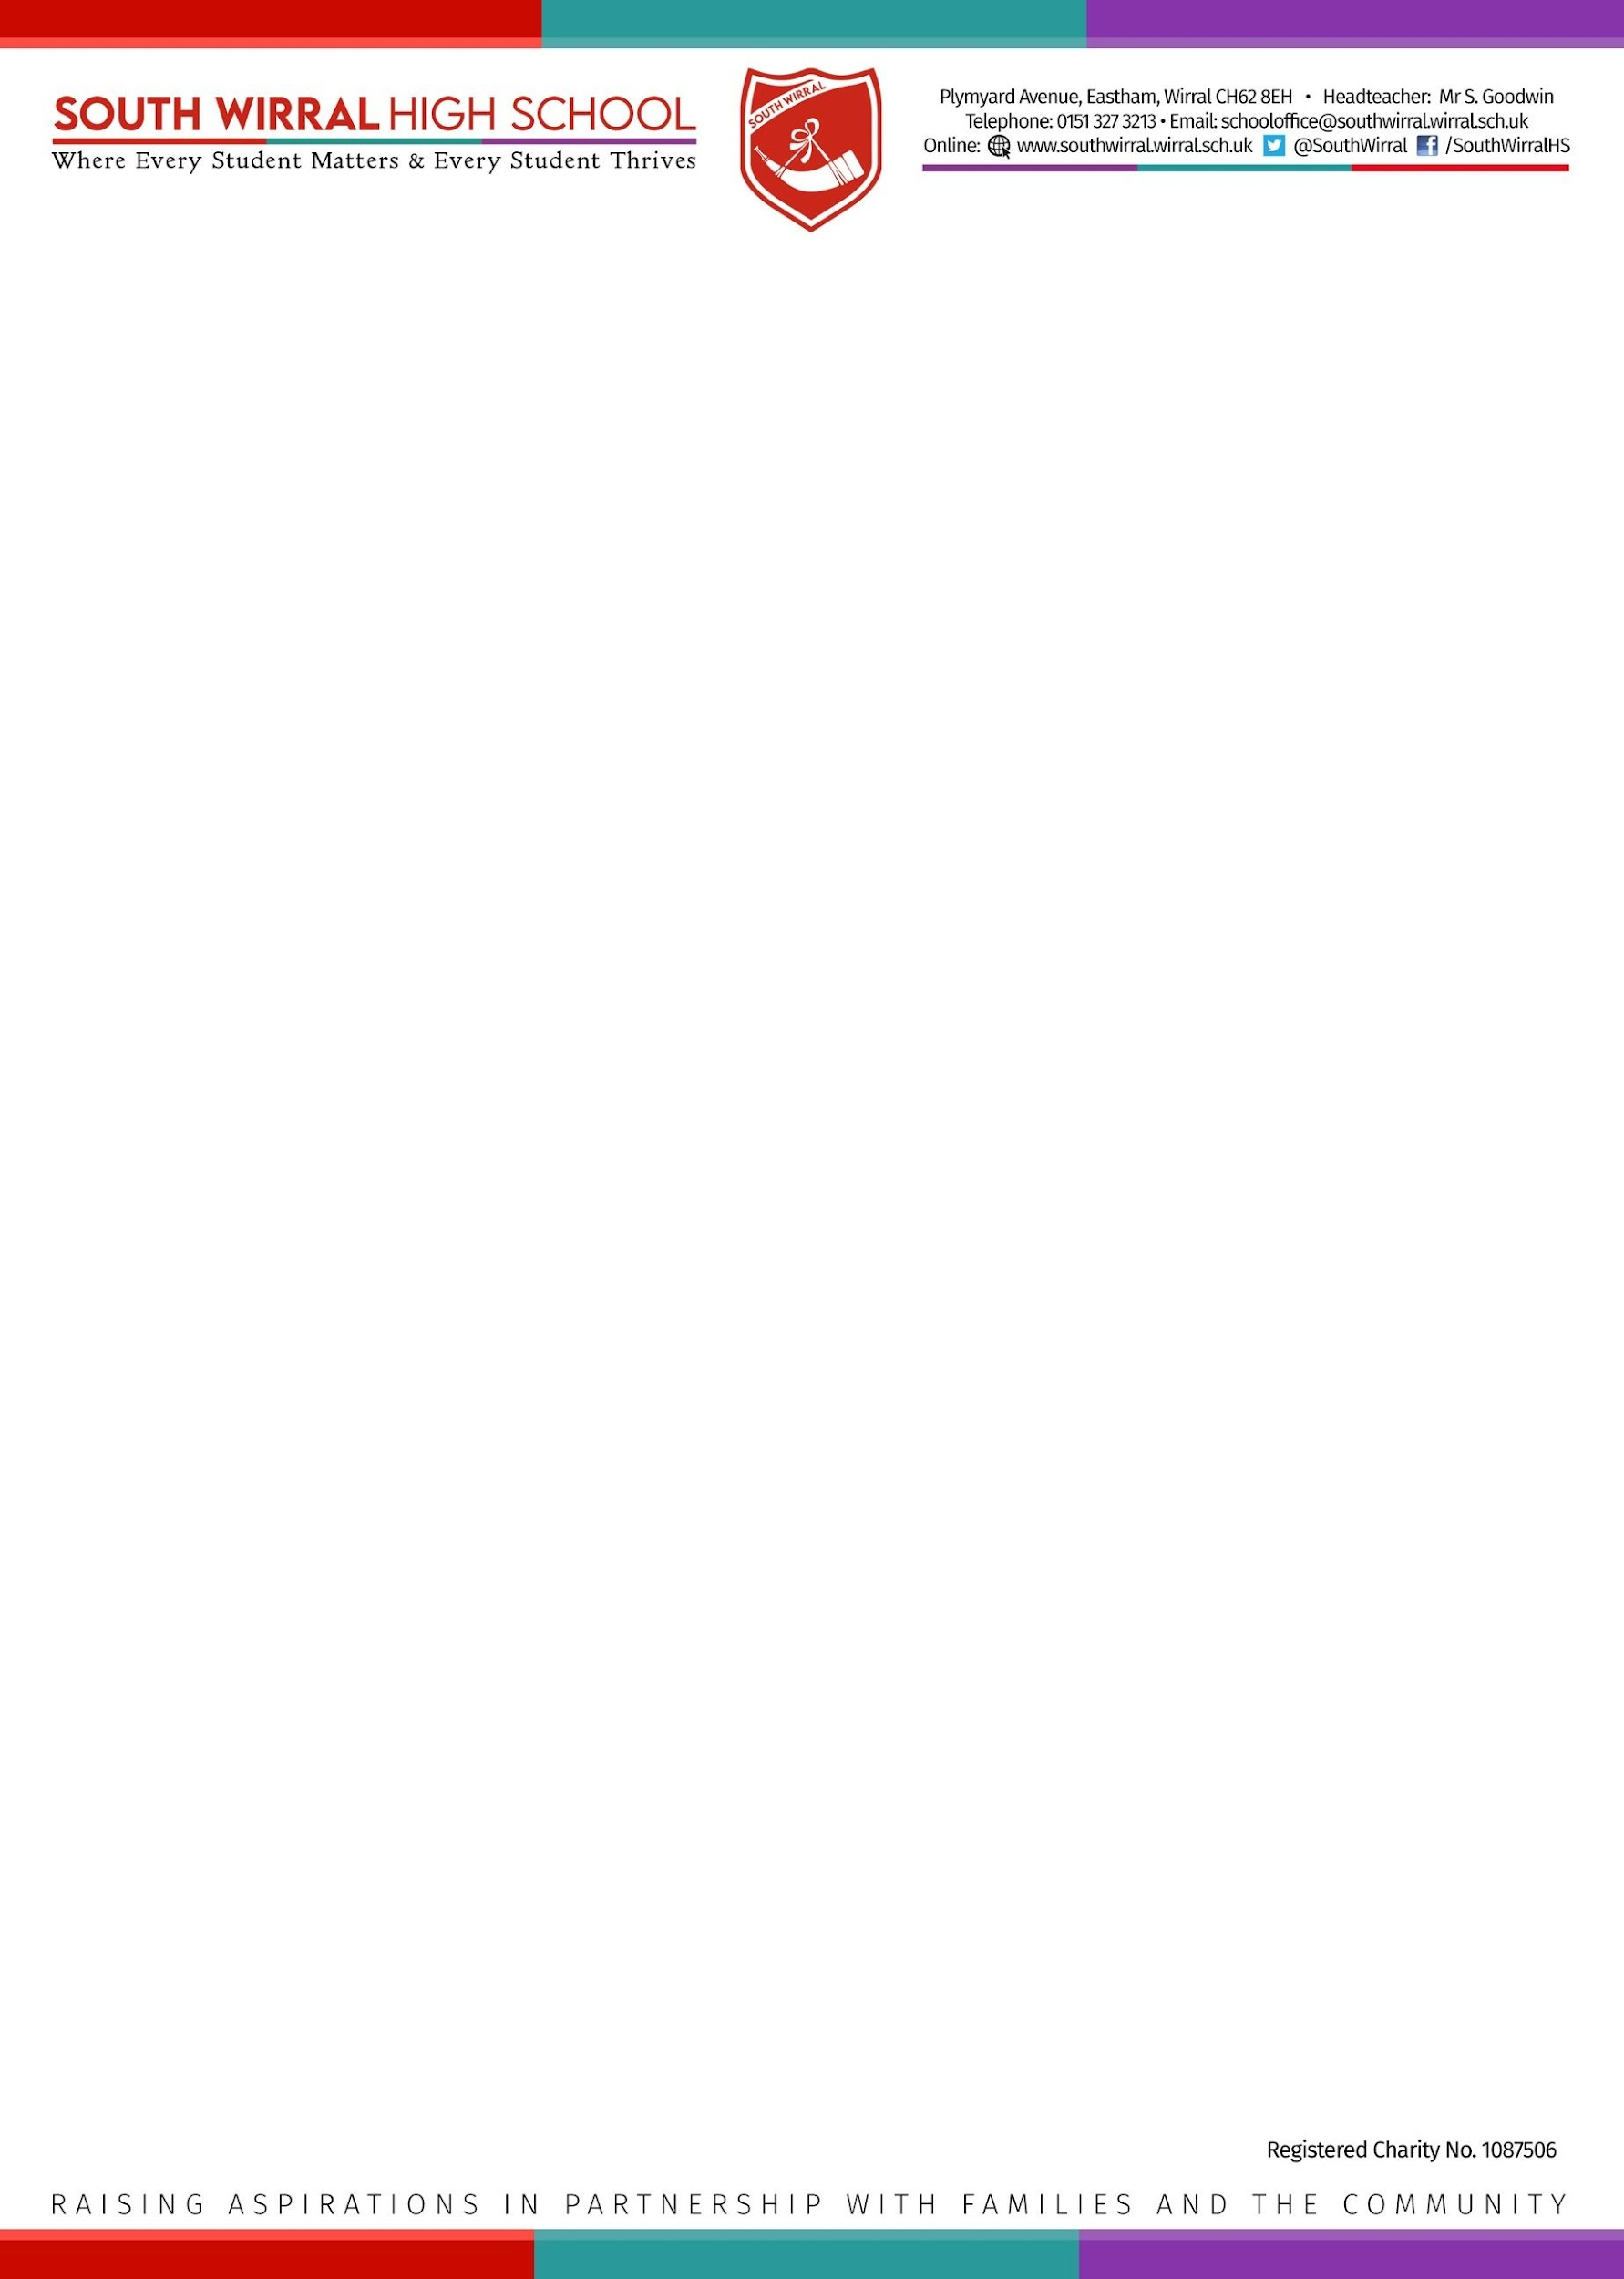 SOUTH WIRRAL HIGH SCHOOL
Where Every Student Matters & Every Student Thrives
SOUTH WIRRAL
Plymyard Avenue, Eastham, Wirral CH62 8EH • Headteacher: Mr S. Goodwin
Telephone: 0151 327 3213 • Email: schooloffice@southwirral.wirral.sch.uk
Online: www.southwirral.wirral.sch.uk @SouthWirral /SouthWirralHS
Registered Charity No. 1087506
RAISING ASPIRATIONS IN PARTNERSHIP WITH FAMILIES AND THE COMMUNITY